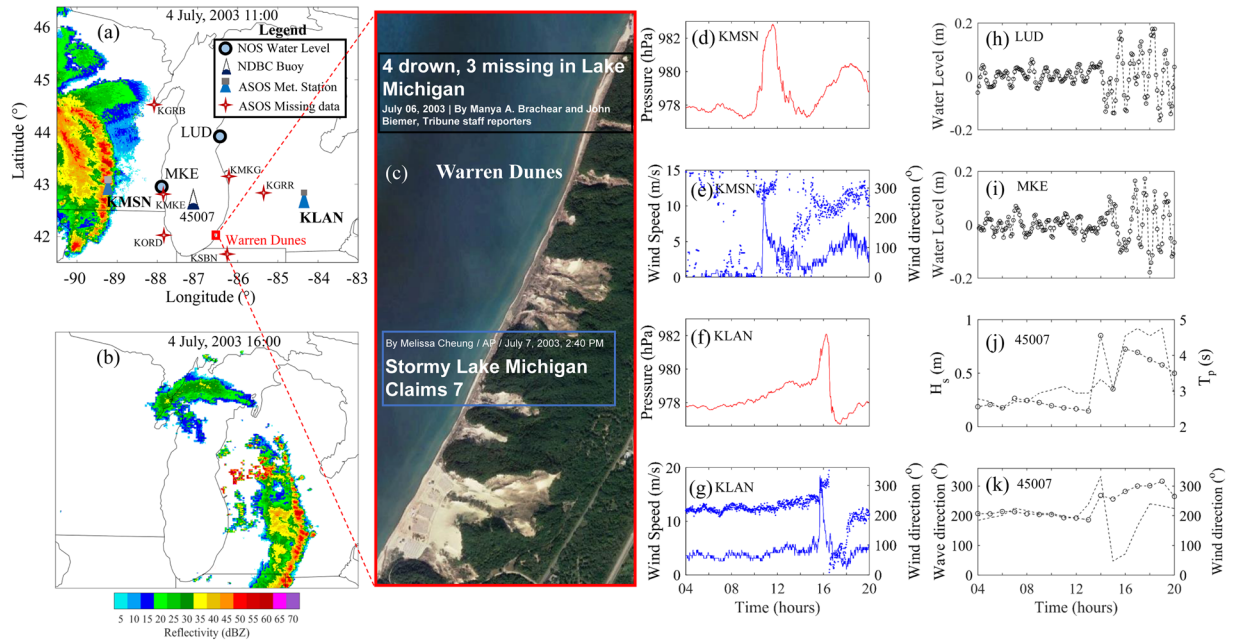 4 July, 2003 11:00
(a)
Legend
NOS Water Level
NDBC Buoy
ASOS Met. Station
ASOS Missing data
46
45
44
43
42
Latitude (°)
KGRB
LUD
MKE
KMKG
KGRR
KMSN
KMKE
45007
KLAN
KORD
Warren Dunes
KSBN
-90 -89 -88 -87 -86 -85 -84 -83
Longitude (°)
4 July, 2003 16:00
(b)
5 10 15 20 25 30 35 40 45 50 55 60 65 70
Reflectivity (dBZ)
4 drown, 3 missing in Lake
Michigan
July 06, 2003 | By Manya A. Brachear and John
Biemer, Tribune staff reporters
(c)
Warren Dunes
By Melissa Cheung / AP / July 7, 2003, 2:40 PM
Stormy Lake Michigan
Claims 7
(d) KMSN
Pressure (hPa)
982
978
(e) KMSN
Wind Speed (m/s)
15
10
5
0
Wind direction (°)
300
200
100
0
(f) KLAN
Pressure (hPa)
982
980
978
(g) KLAN
Wind Speed (m/s)
20
15
10
5
0
Wind direction (°)
300
200
100
0
04 08 12 16 20
Time (hours)
(h) LUD
Water Level (m)
0.2
0
-0.2
(i) MKE
Water Level (m)
0.2
0
-0.2
(j) 45007
H_s (m)
1
0.5
0
T_p (s)
5
4
3
2
(k) 45007
Wave direction (°)
300
200
100
0
Wind direction (°)
300
200
100
0
04 08 12 16 20
Time (hours)